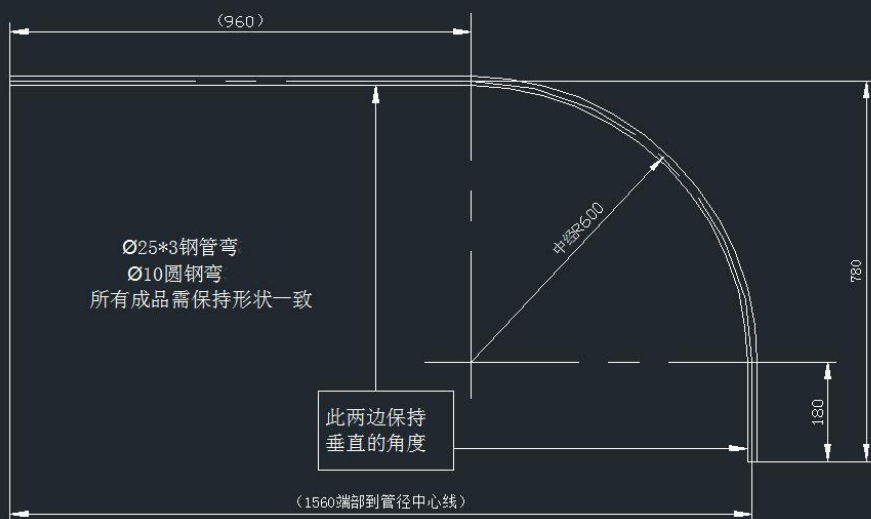 （960）
中经R600
Ø25*3钢管弯
Ø10圆钢弯
所有成品需保持形状一致
780
180
此两边保持
垂直的角度
（1560端部到管径中心线）